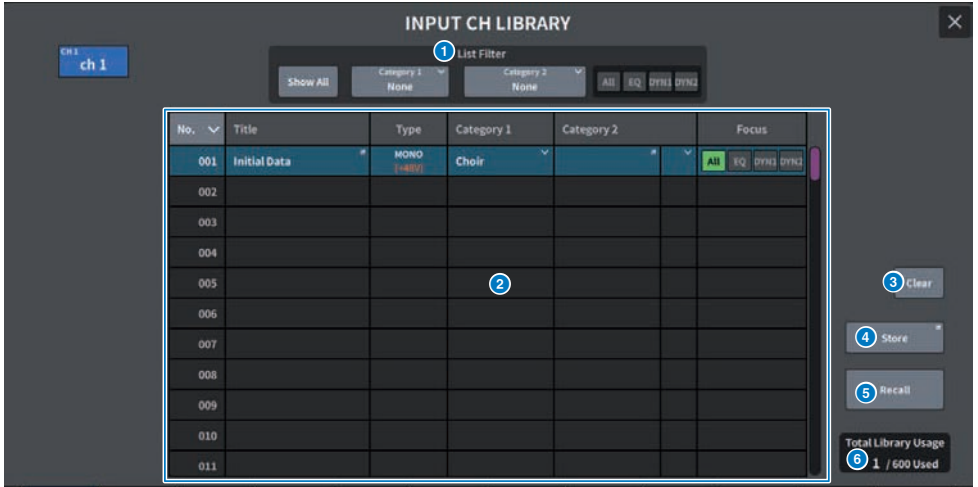 INPUT CH LIBRARY
CH 1
ch 1
1
List Filter
Show All
Category 1
None
Category 2
None
All EQ DYN1 DYN2
No. Title Type Category 1 Category 2 Focus
001 Initial Data MONO [+48V] Choir All EQ DYN1 DYN2
002
003
004
005
2
3 Clear
006
007
4 Store
008
009
5 Recall
010
Total Library Usage
6 1 / 600 Used
011